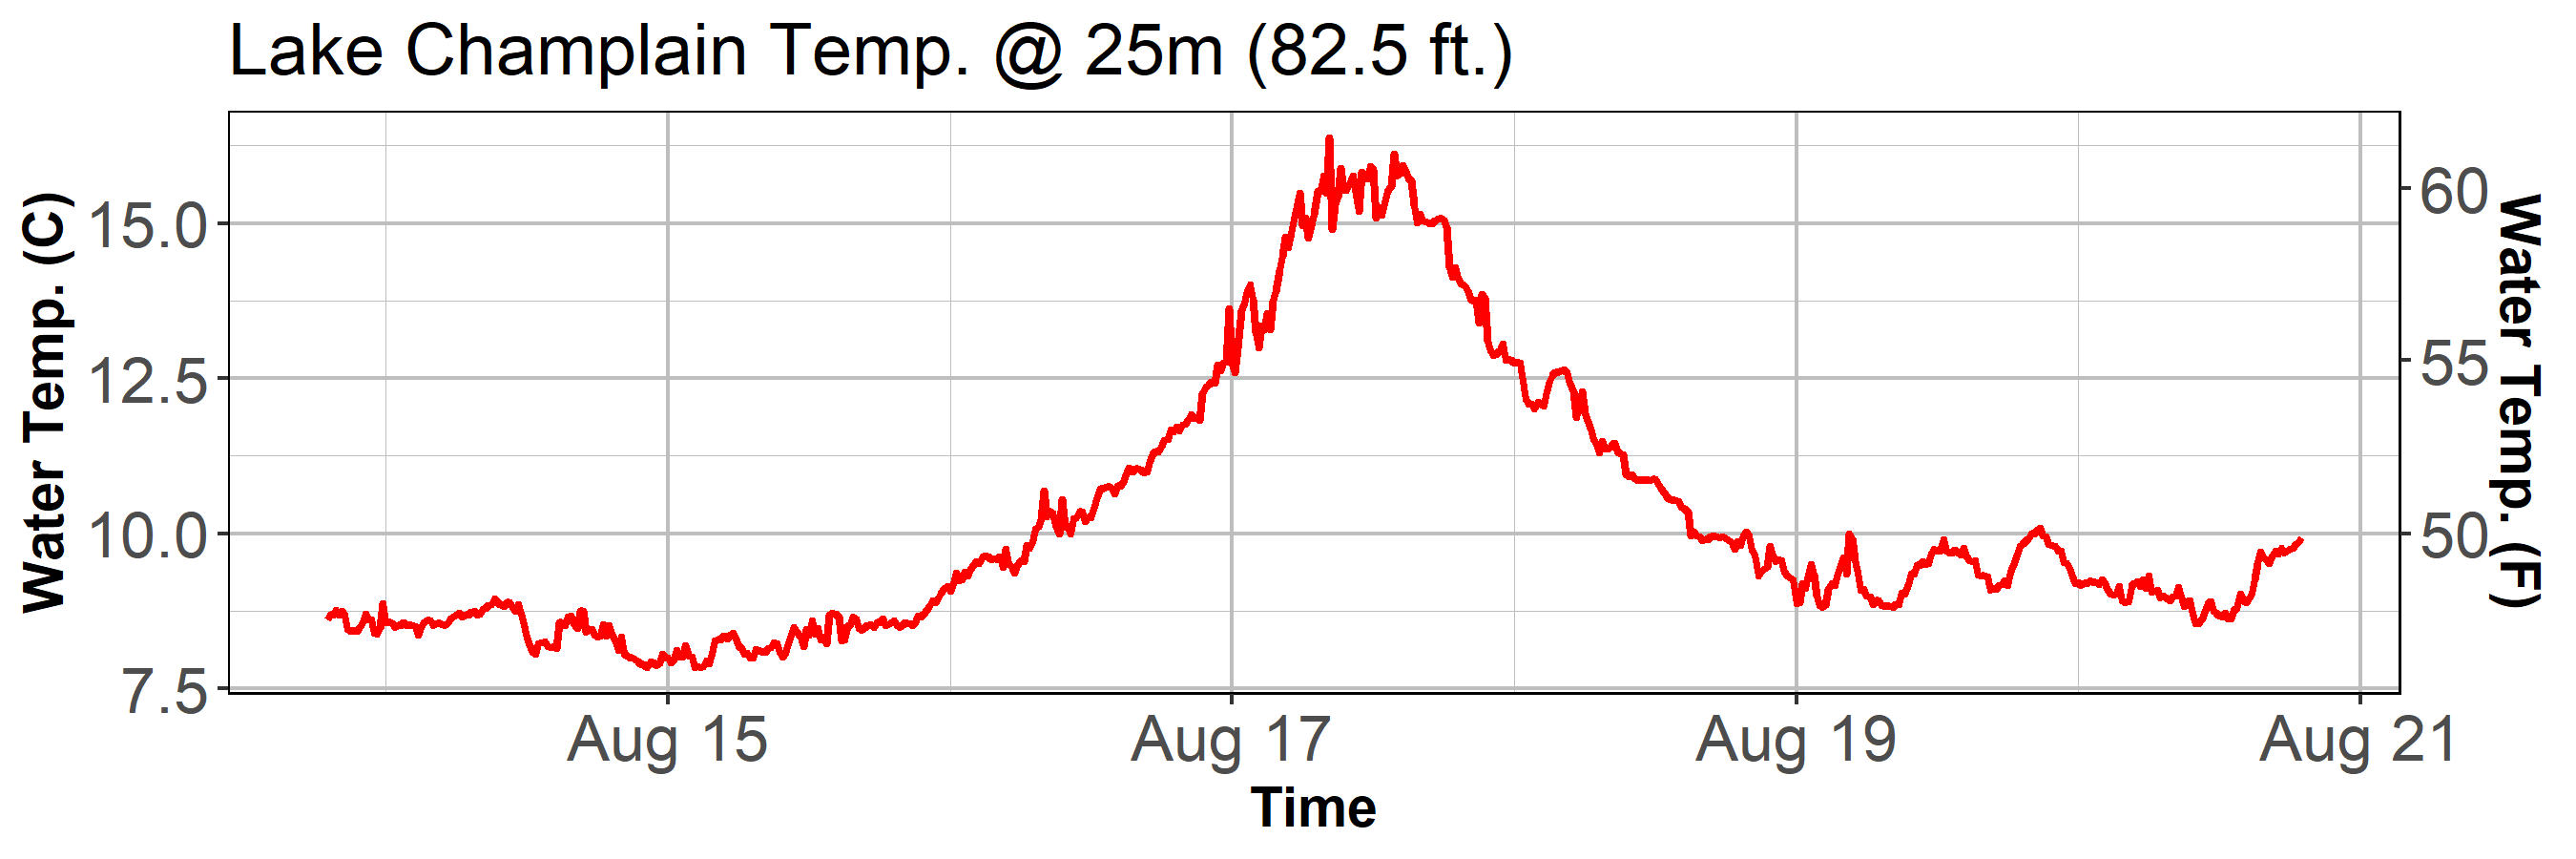 Lake Champlain Temp. @ 25m (82.5 ft.)
Water Temp. (C)
15.0
12.5
10.0
7.5
60
55
50
Water Temp. (F)
Aug 15
Aug 17
Aug 19
Aug 21
Time